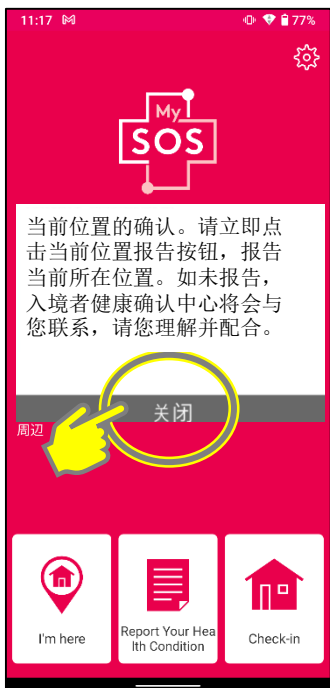 11:17
77%
My
SOS
当前位置的确认。请立即点
击当前位置报告按钮，报告
当前所在位置。如未报告，
入境者健康确认中心将会与
您联系，请您理解并配合。
关闭
周辺
I'm here
Report Your Hea
lth Condition
Check-in